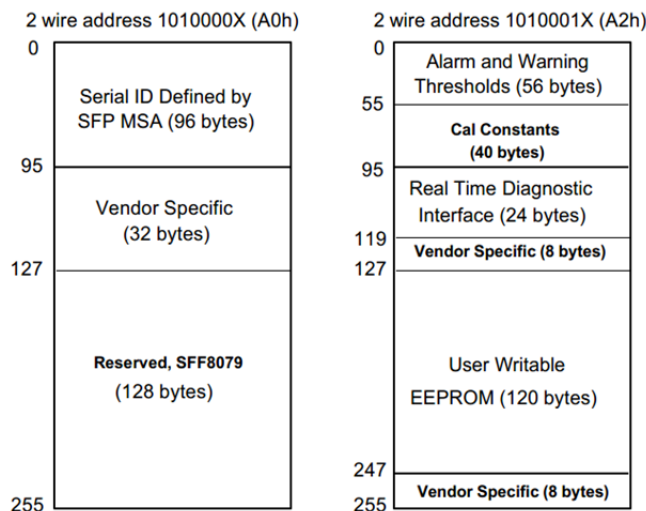 2 wire address 1010000X (A0h)
0
Serial ID Defined by
SFP MSA (96 bytes)
95
Vendor Specific
(32 bytes)
127
Reserved, SFF8079
(128 bytes)
255
2 wire address 1010001X (A2h)
0
Alarm and Warning
Thresholds (56 bytes)
55
Cal Constants
(40 bytes)
95
Real Time Diagnostic
Interface (24 bytes)
119
Vendor Specific (8 bytes)
127
User Writable
EEPROM (120 bytes)
247
Vendor Specific (8 bytes)
255